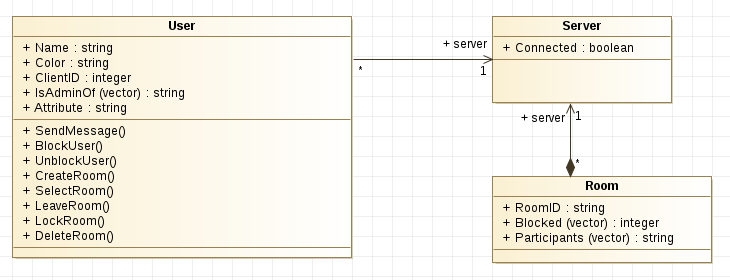 User
+ Name : string
+ Color : string
+ ClientID : integer
+ IsAdminOf (vector) : string
+ Attribute : string
+ SendMessage()
+ BlockUser()
+ UnblockUser()
+ CreateRoom()
+ SelectRoom()
+ LeaveRoom()
+ LockRoom()
+ DeleteRoom()
+ server
* 1
Server
+ Connected : boolean
+ server 1
*
Room
+ RoomID : string
+ Blocked (vector) : integer
+ Participants (vector) : string